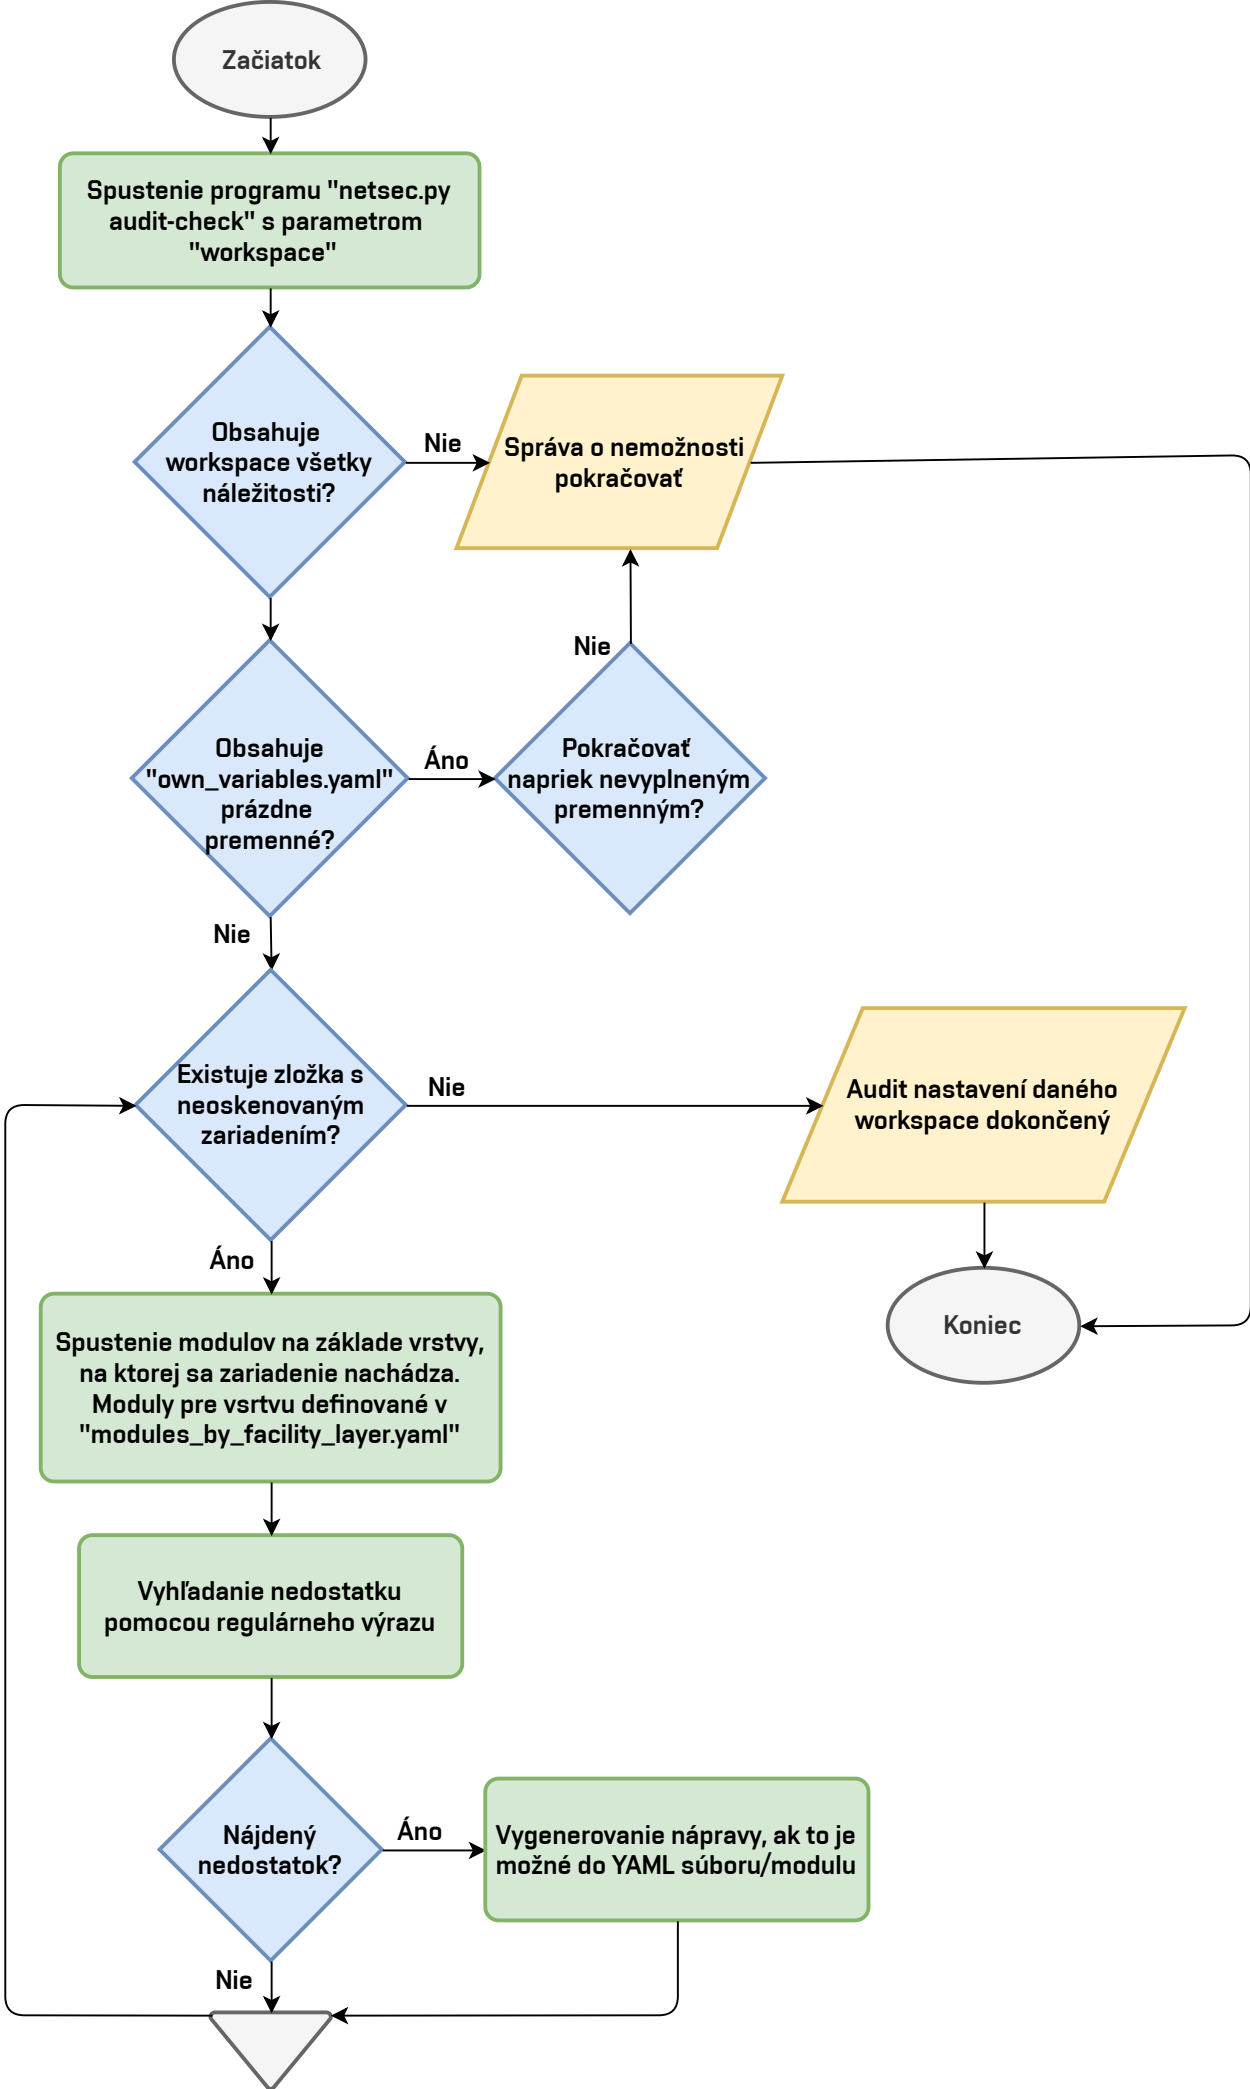 Začiatok
Spustenie programu "netsec.py
audit-check" s parametrom
"workspace"
Obsahuje
workspace všetky
náležitosti?
Nie
Správa o nemožnosti
pokračovať
Nie
Obsahuje
"own_variables.yaml"
prázdne
premenné?
Áno
Pokračovať
napriek nevyplneným
premenným?
Nie
Existuje zložka s
neoskenovaným
zariadením?
Nie
Audit nastavení daného
workspace dokončený
Áno
Koniec
Spustenie modulov na základe vrstvy,
na ktorej sa zariadenie nachádza.
Moduly pre vsrtvu definované v
"modules_by_facility_layer.yaml"
Vyhľadanie nedostatku
pomocou regulárneho výrazu
Nájdený
nedostatok?
Áno
Vygenerovanie nápravy, ak to je
možné do YAML súboru/modulu
Nie